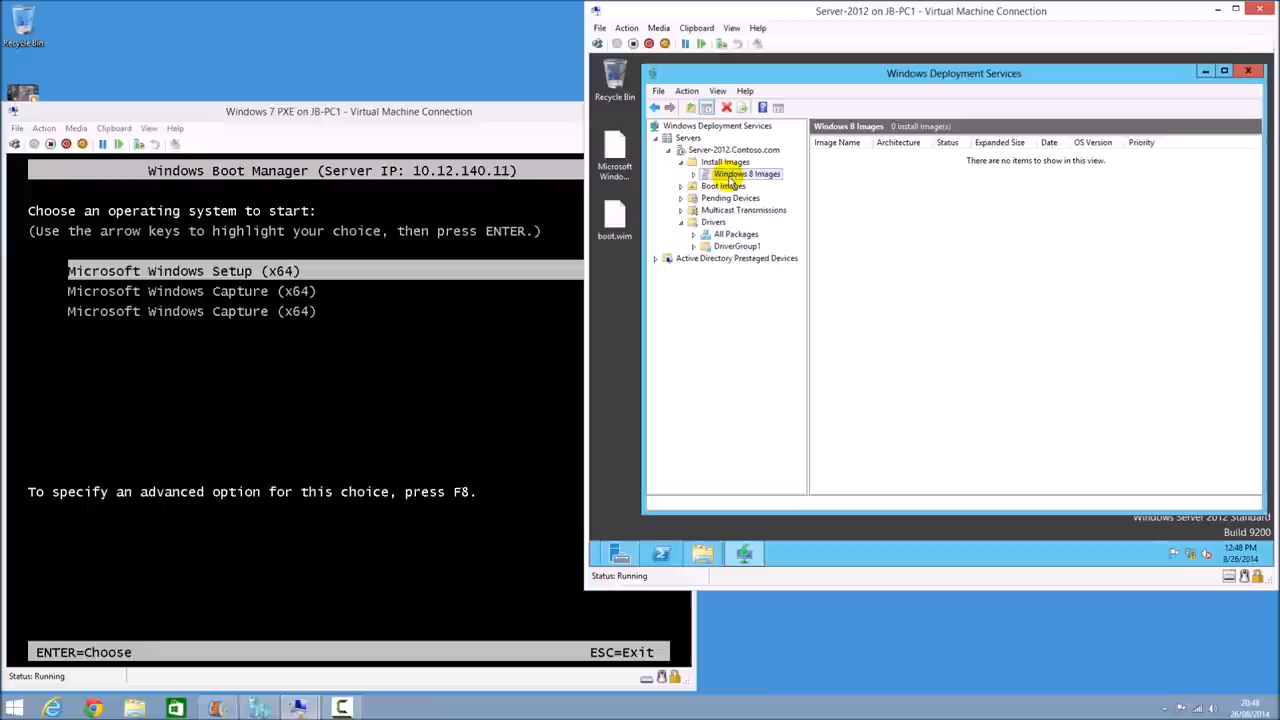 Recycle Bin
Windows 7 PXE on JB-PC1 - Virtual Machine Connection
File Action Media Clipboard View Help
Windows Boot Manager (Server IP: 10.12.140.11)
Choose an operating system to start:
(Use the arrow keys to highlight your choice, then press ENTER.)
Microsoft Windows Setup (x64)
Microsoft Windows Capture (x64)
Microsoft Windows Capture (x64)
To specify an advanced option for this choice, press F8.
ENTER=Choose ESC=Exit
Status: Running
Server-2012 on JB-PC1 - Virtual Machine Connection
File Action Media Clipboard View Help
Recycle Bin
Microsoft
Windo...
boot.wim
Windows Deployment Services
File Action View Help
Windows Deployment Services
Servers
Server-2012.Contoso.com
Install Images
Windows 8 Images
Boot Images
Pending Devices
Multicast Transmissions
Drivers
All Packages
DriverGroup1
Active Directory Prestaged Devices
Windows 8 Images 0 Install Image(s)
Image Name Architecture Status Expanded Size Date OS Version Priority
There are no items to show in this view.
Windows Server 2012 Standard
Build 9200
12:48 PM
8/26/2014
Status: Running
20:48
26/08/2014